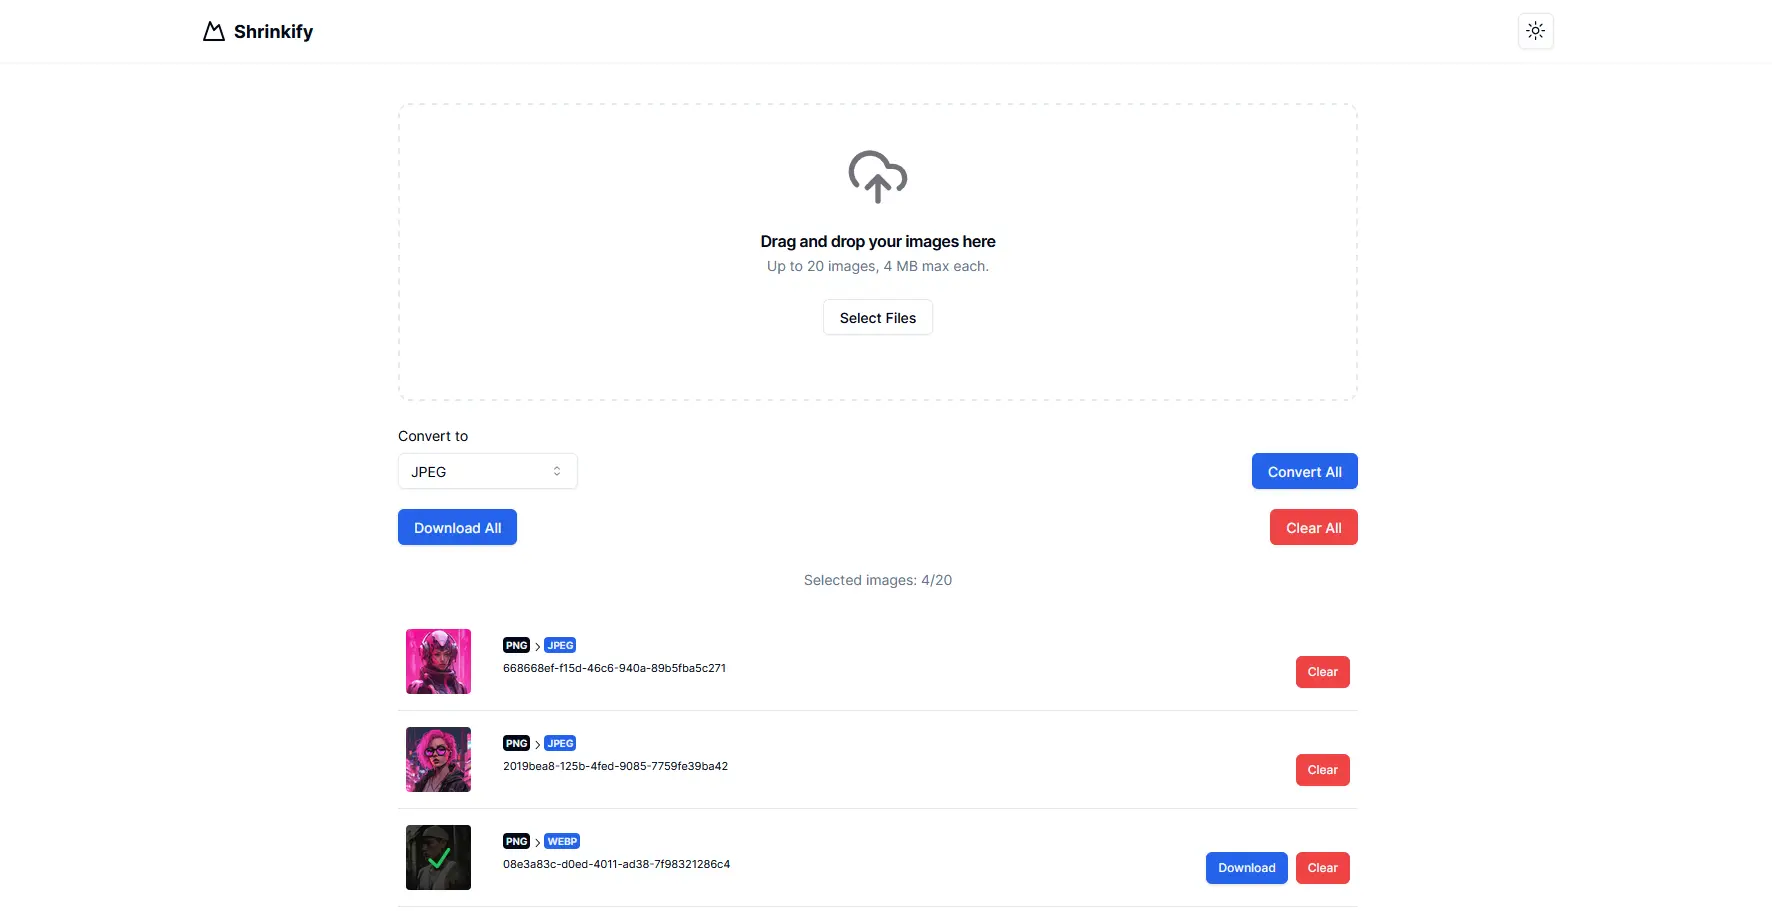 Shrinkify
Drag and drop your images here
Up to 20 images, 4 MB max each.
Select Files
Convert to
JPEG
Convert All
Download All
Clear All
Selected images: 4/20
PNG > JPEG
668668ef-f15d-46c6-940a-89b5fba5c271
Clear
PNG > JPEG
2019bea8-125b-4fed-9085-7759fe39ba42
Clear
PNG > WEBP
08e3a83c-d0ed-4011-ad38-7f98321286c4
Download
Clear